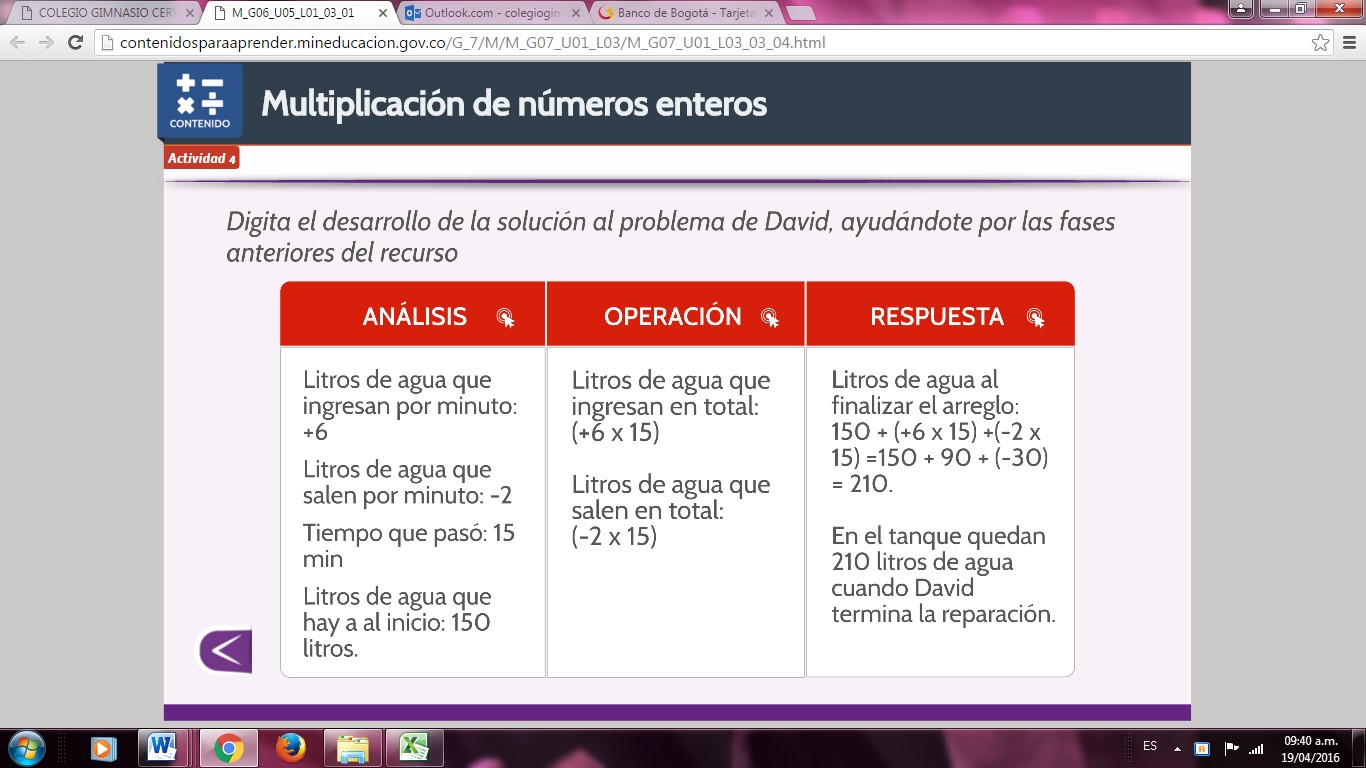 COLEGIO GIMNASIO CER
M_G06_U05_L01_03_01
Outlook.com - colegiogim
Banco de Bogotá - Tarjeta
contenidosparaaprender.mineducacion.gov.co/G_7/M/M_G07_U01_L03/M_G07_U01_L03_03_04.html
CONTENIDO
Multiplicación de números enteros
Actividad 4
Digita el desarrollo de la solución al problema de David, ayudándote por las fases
anteriores del recurso
ANÁLISIS
Litros de agua que
ingresan por minuto:
+6
Litros de agua que
salen por minuto: -2
Tiempo que pasó: 15
min
Litros de agua que
hay a al inicio: 150
litros.
OPERACIÓN
Litros de agua que
ingresan en total:
(+6 x 15)
Litros de agua que
salen en total:
(-2 x 15)
RESPUESTA
Litros de agua al
finalizar el arreglo:
150 + (+6 x 15) +(-2 x
15) =150 + 90 + (-30)
= 210.
En el tanque quedan
210 litros de agua
cuando David
termina la reparación.
ES
09:40 a.m.
19/04/2016